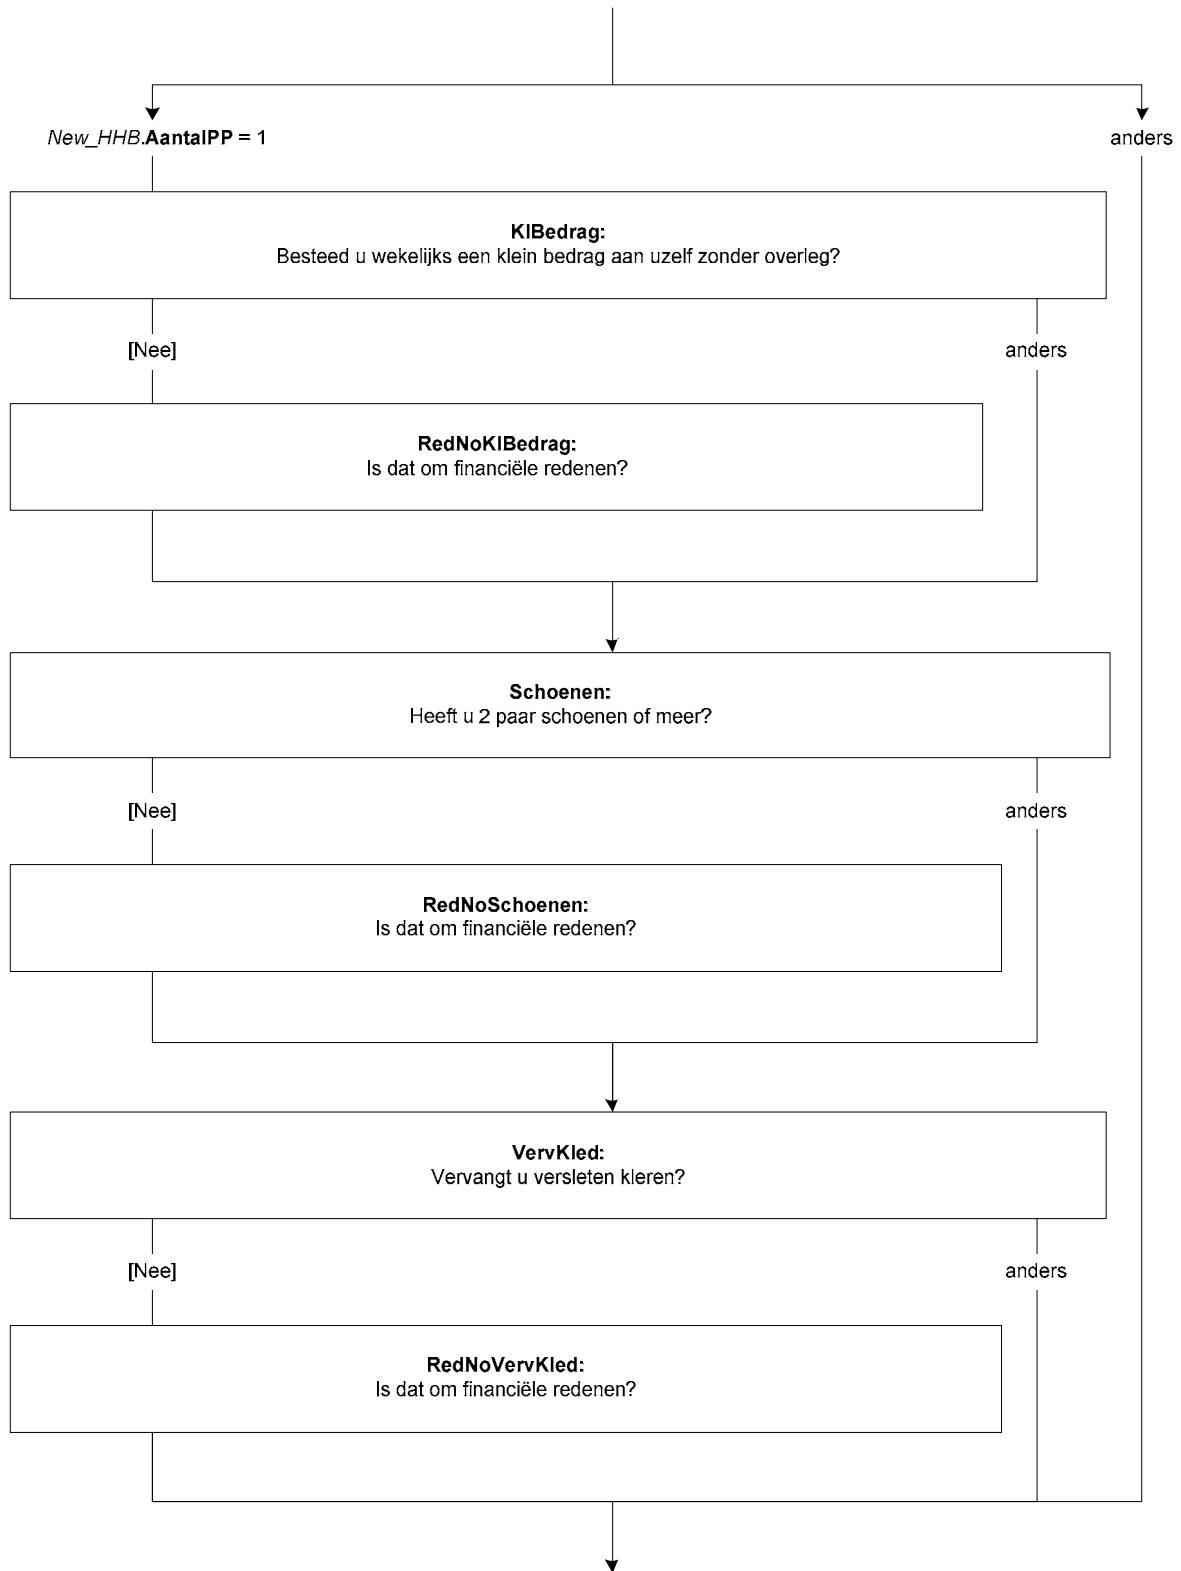 New_HHB.AantalPP = 1
anders
KlBedrag:
Besteed u wekelijks een klein bedrag aan uzelf zonder overleg?
[Nee]
anders
RedNoKlBedrag:
Is dat om financiële redenen?
Schoenen:
Heeft u 2 paar schoenen of meer?
[Nee]
anders
RedNoSchoenen:
Is dat om financiële redenen?
VervKled:
Vervangt u versleten kleren?
[Nee]
anders
RedNoVervKled:
Is dat om financiële redenen?